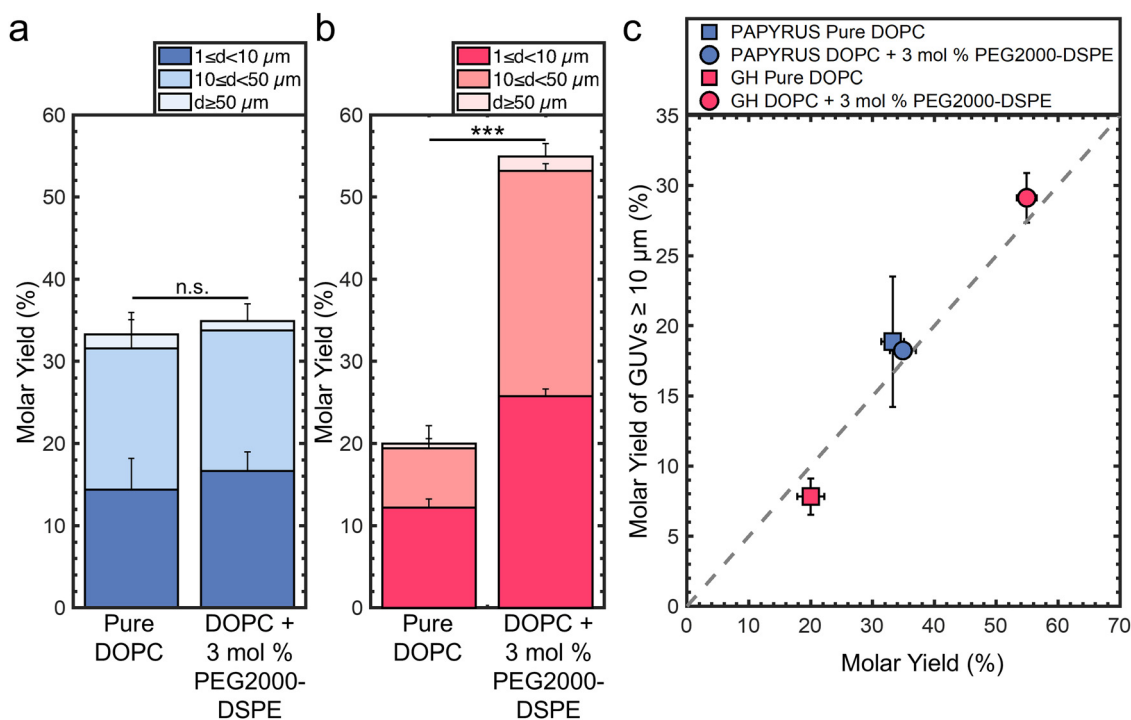 a
1≤d<10 µm
10≤d<50 µm
d≥50 µm
60
50
40
30
20
10
0
Molar Yield (%)
n.s.
Pure
DOPC
DOPC +
3 mol %
PEG2000-
DSPE
b
1≤d<10 µm
10≤d<50 µm
d≥50 µm
60
50
40
30
20
10
0
Molar Yield (%)
***
Pure
DOPC
DOPC +
3 mol %
PEG2000-
DSPE
c
PAPYRUS Pure DOPC
PAPYRUS DOPC + 3 mol % PEG2000-DSPE
GH Pure DOPC
GH DOPC + 3 mol % PEG2000-DSPE
35
30
25
20
15
10
5
0
Molar Yield of GUVs ≥ 10 µm (%)
0 10 20 30 40 50 60 70
Molar Yield (%)